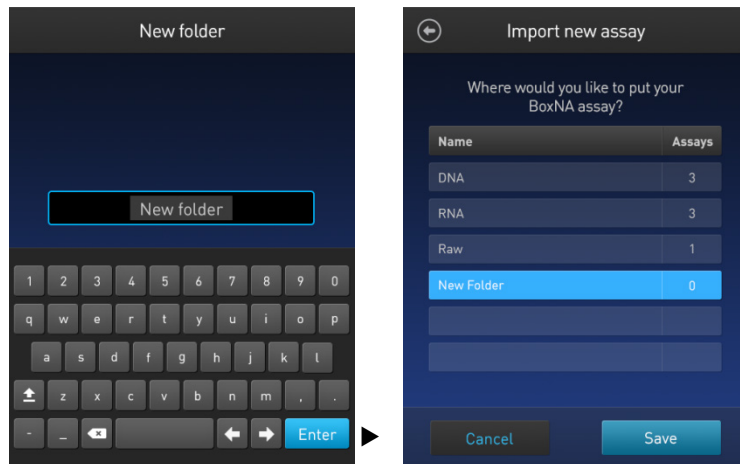 New folder
New folder
1 2 3 4 5 6 7 8 9 0
q w e r t y u i o p
a s d f g h j k l
z x c v b n m , .
- _ Enter
Import new assay
Where would you like to put your
BoxNA assay?
Name Assays
DNA 3
RNA 3
Raw 1
New Folder 0
Cancel Save